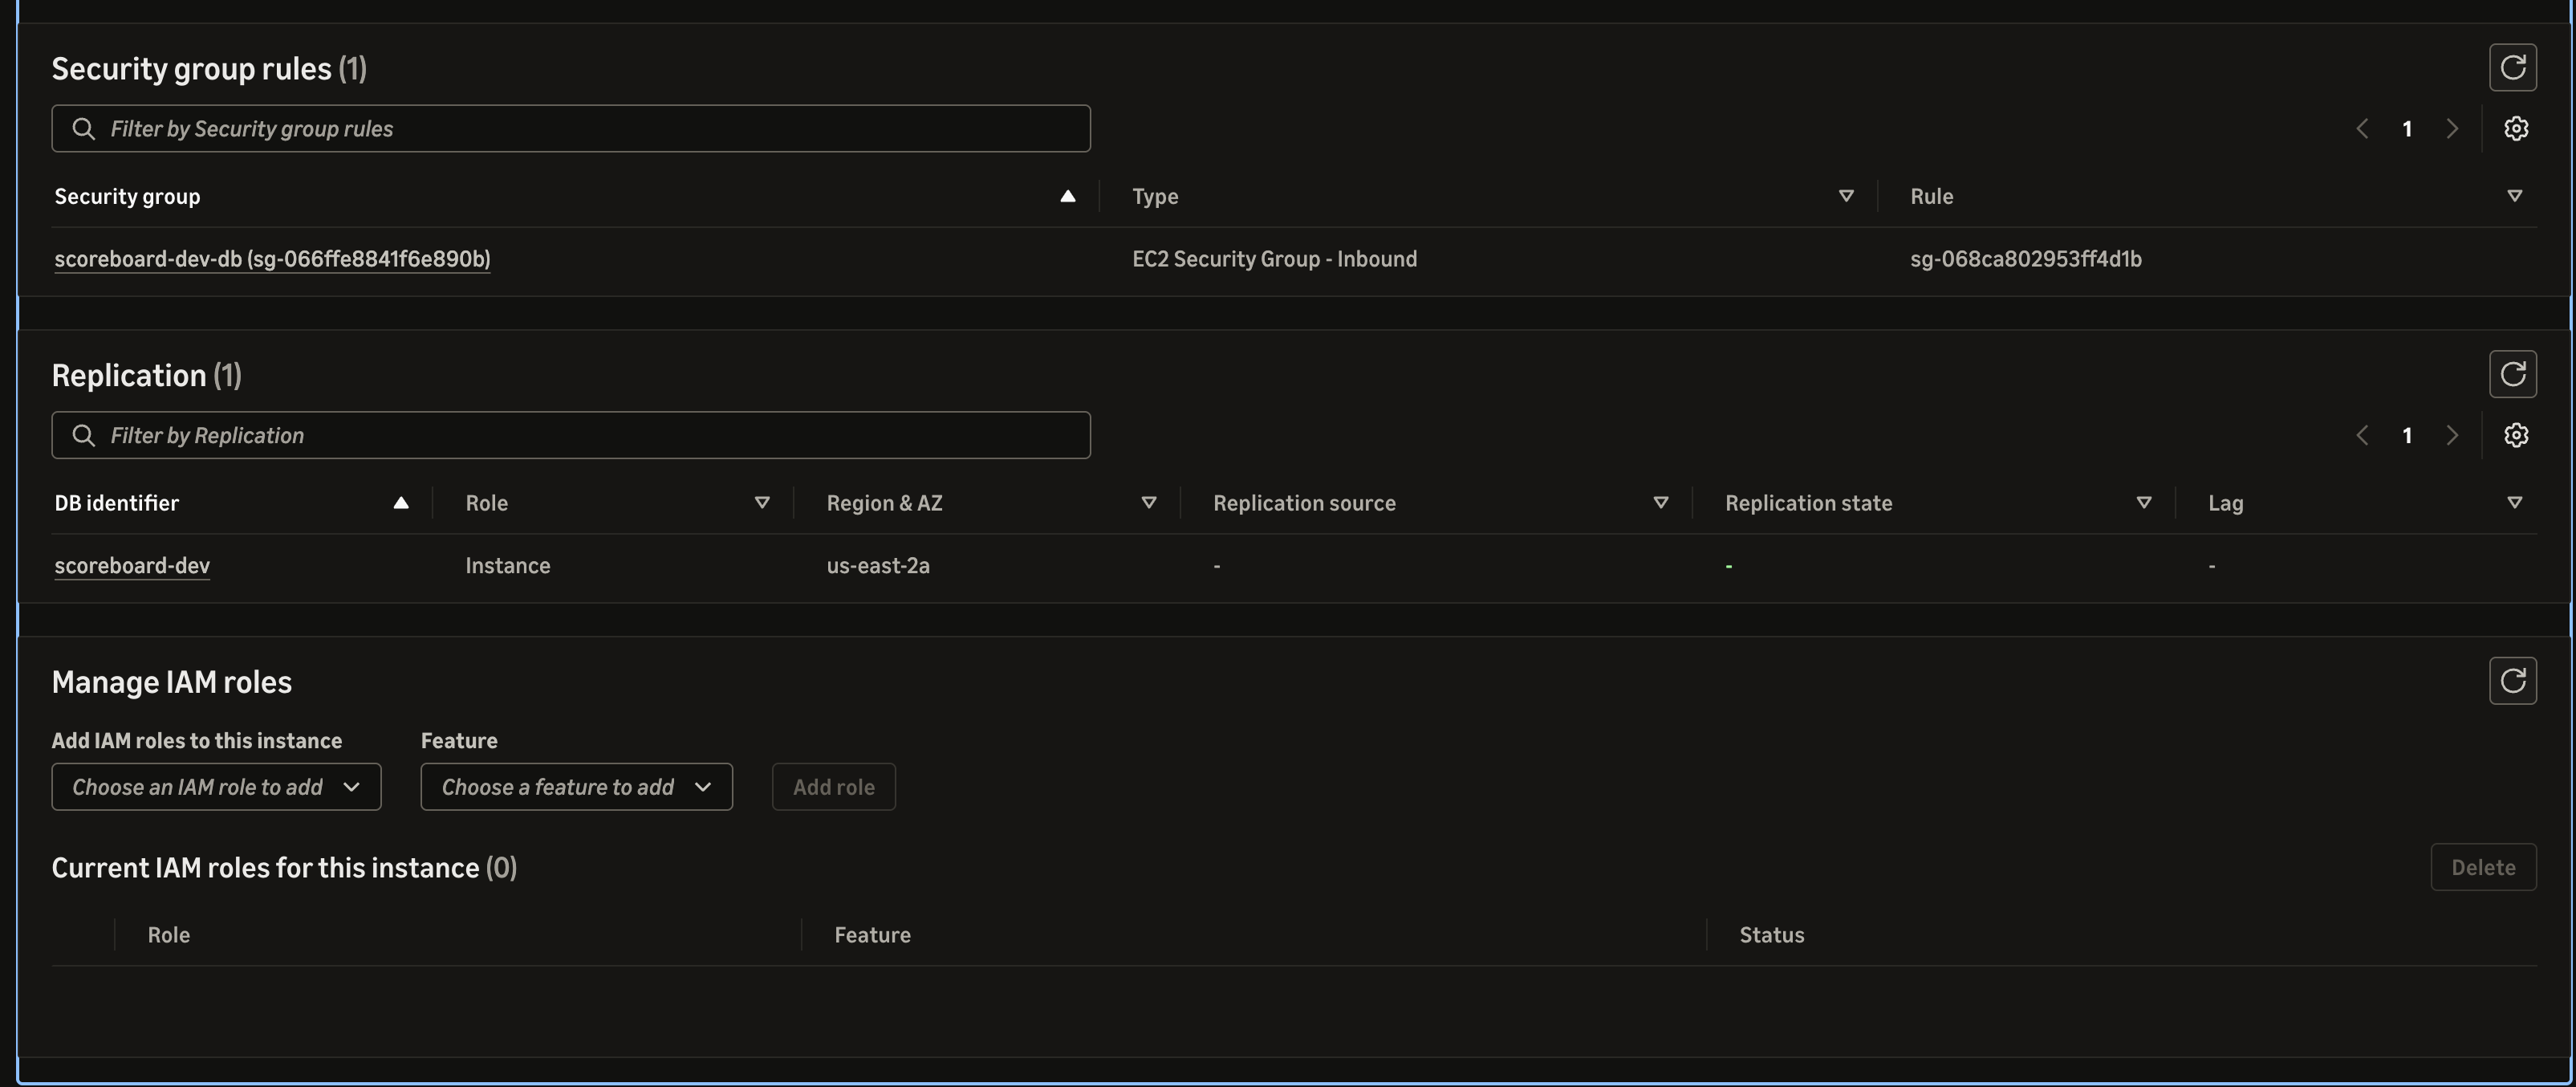 Security group rules (1)
Filter by Security group rules
1
Security group Type Rule
scoreboard-dev-db (sg-066ffe8841f6e890b) EC2 Security Group - Inbound sg-068ca802953ff4d1b
Replication (1)
Filter by Replication
1
DB identifier Role Region & AZ Replication source Replication state Lag
scoreboard-dev Instance us-east-2a - - -
Manage IAM roles
Add IAM roles to this instance Feature
Choose an IAM role to add Choose a feature to add Add role
Current IAM roles for this instance (0) Delete
Role Feature Status